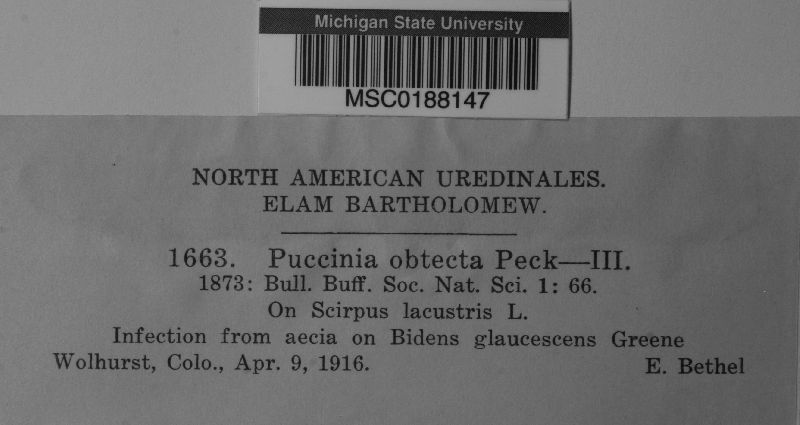 Michigan State University
MSC0188147
NORTH AMERICAN UREDINALES.
ELAM BARTHOLOMEW.
1663. Puccinia obtecta Peck—III.
1873: Bull. Buff. Soc. Nat. Sci. 1: 66.
On Scirpus lacustris L.
Infection from aecia on Bidens glaucescens Greene
Wolhurst, Colo., Apr. 9, 1916. E. Bethel